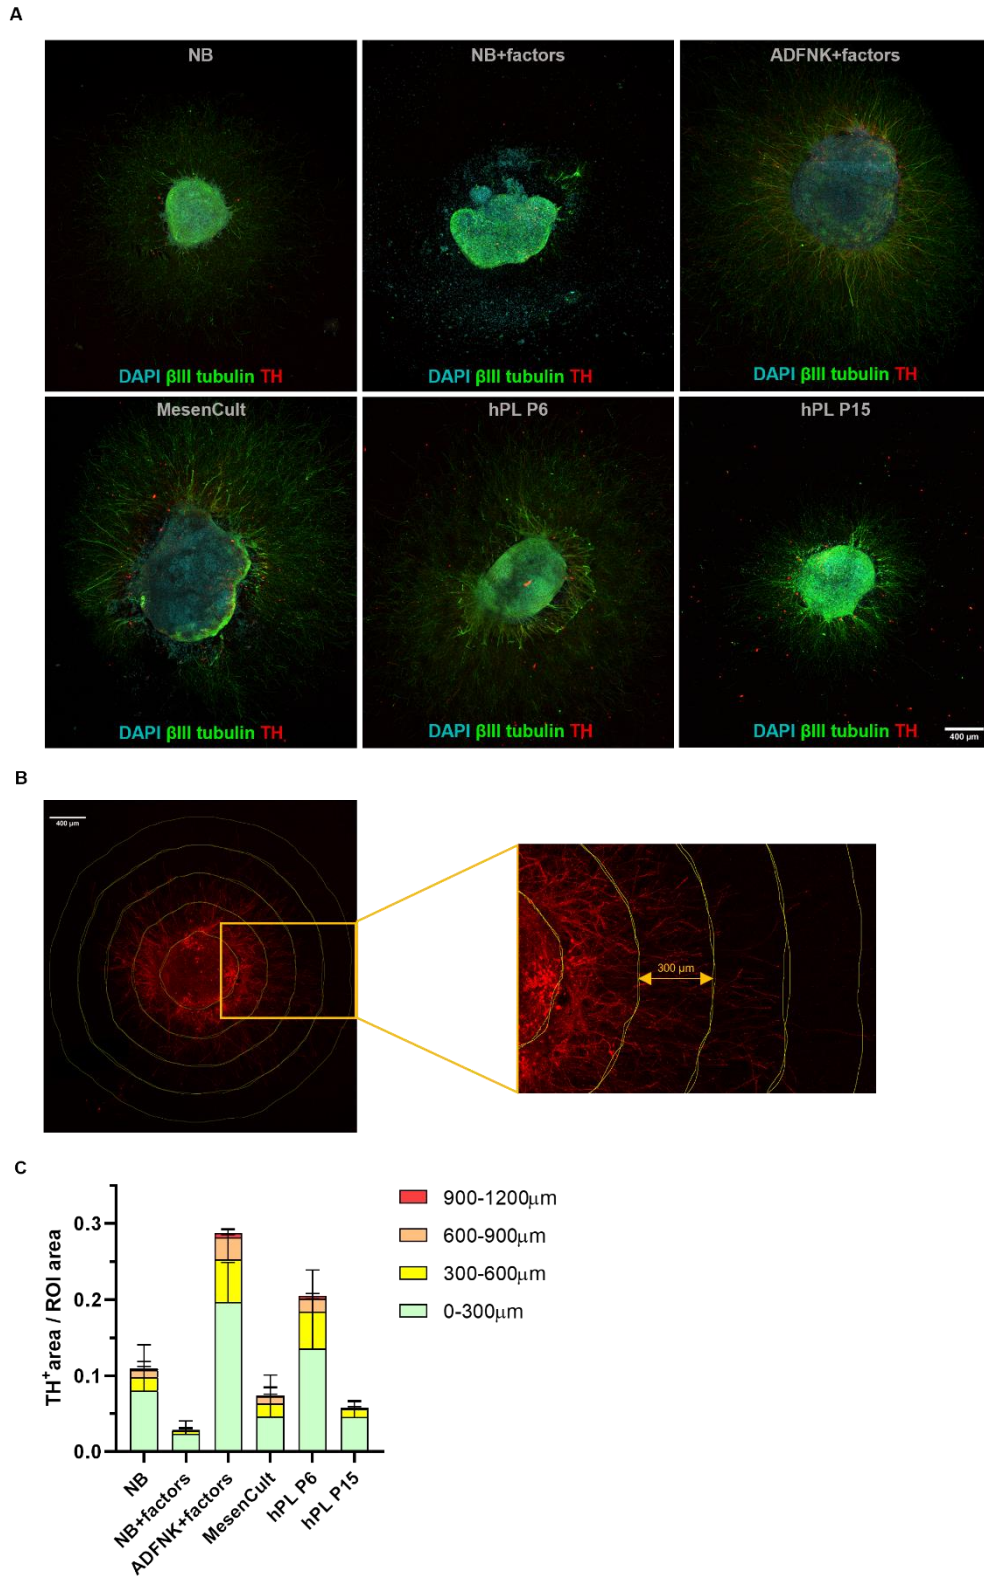 A
NB
NB+factors
ADFNK+factors
DAPI βIII tubulin TH
DAPI βIII tubulin TH
DAPI βIII tubulin TH
MesenCult
hPL P6
hPL P15
DAPI βIII tubulin TH
DAPI βIII tubulin TH
DAPI βIII tubulin TH
400 µm
B
400 µm
300 µm
C
TH⁺area / ROI area
0.3
0.2
0.1
0.0
NB
NB+factors
ADFNK+factors
MesenCult
hPL P6
hPL P15
900-1200µm
600-900µm
300-600µm
0-300µm